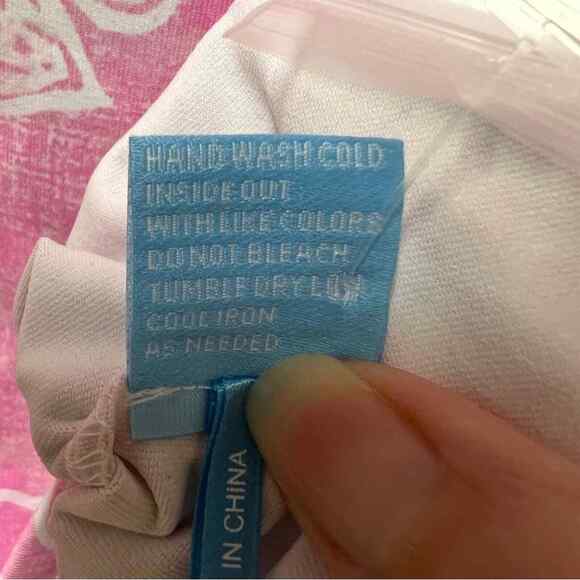 HAND WASH COLD
INSIDE OUT
WITH LIKE COLORS
DO NOT BLEACH
TUMBLE DRY LOW
COOL IRON
AS NEEDED
IN CHINA